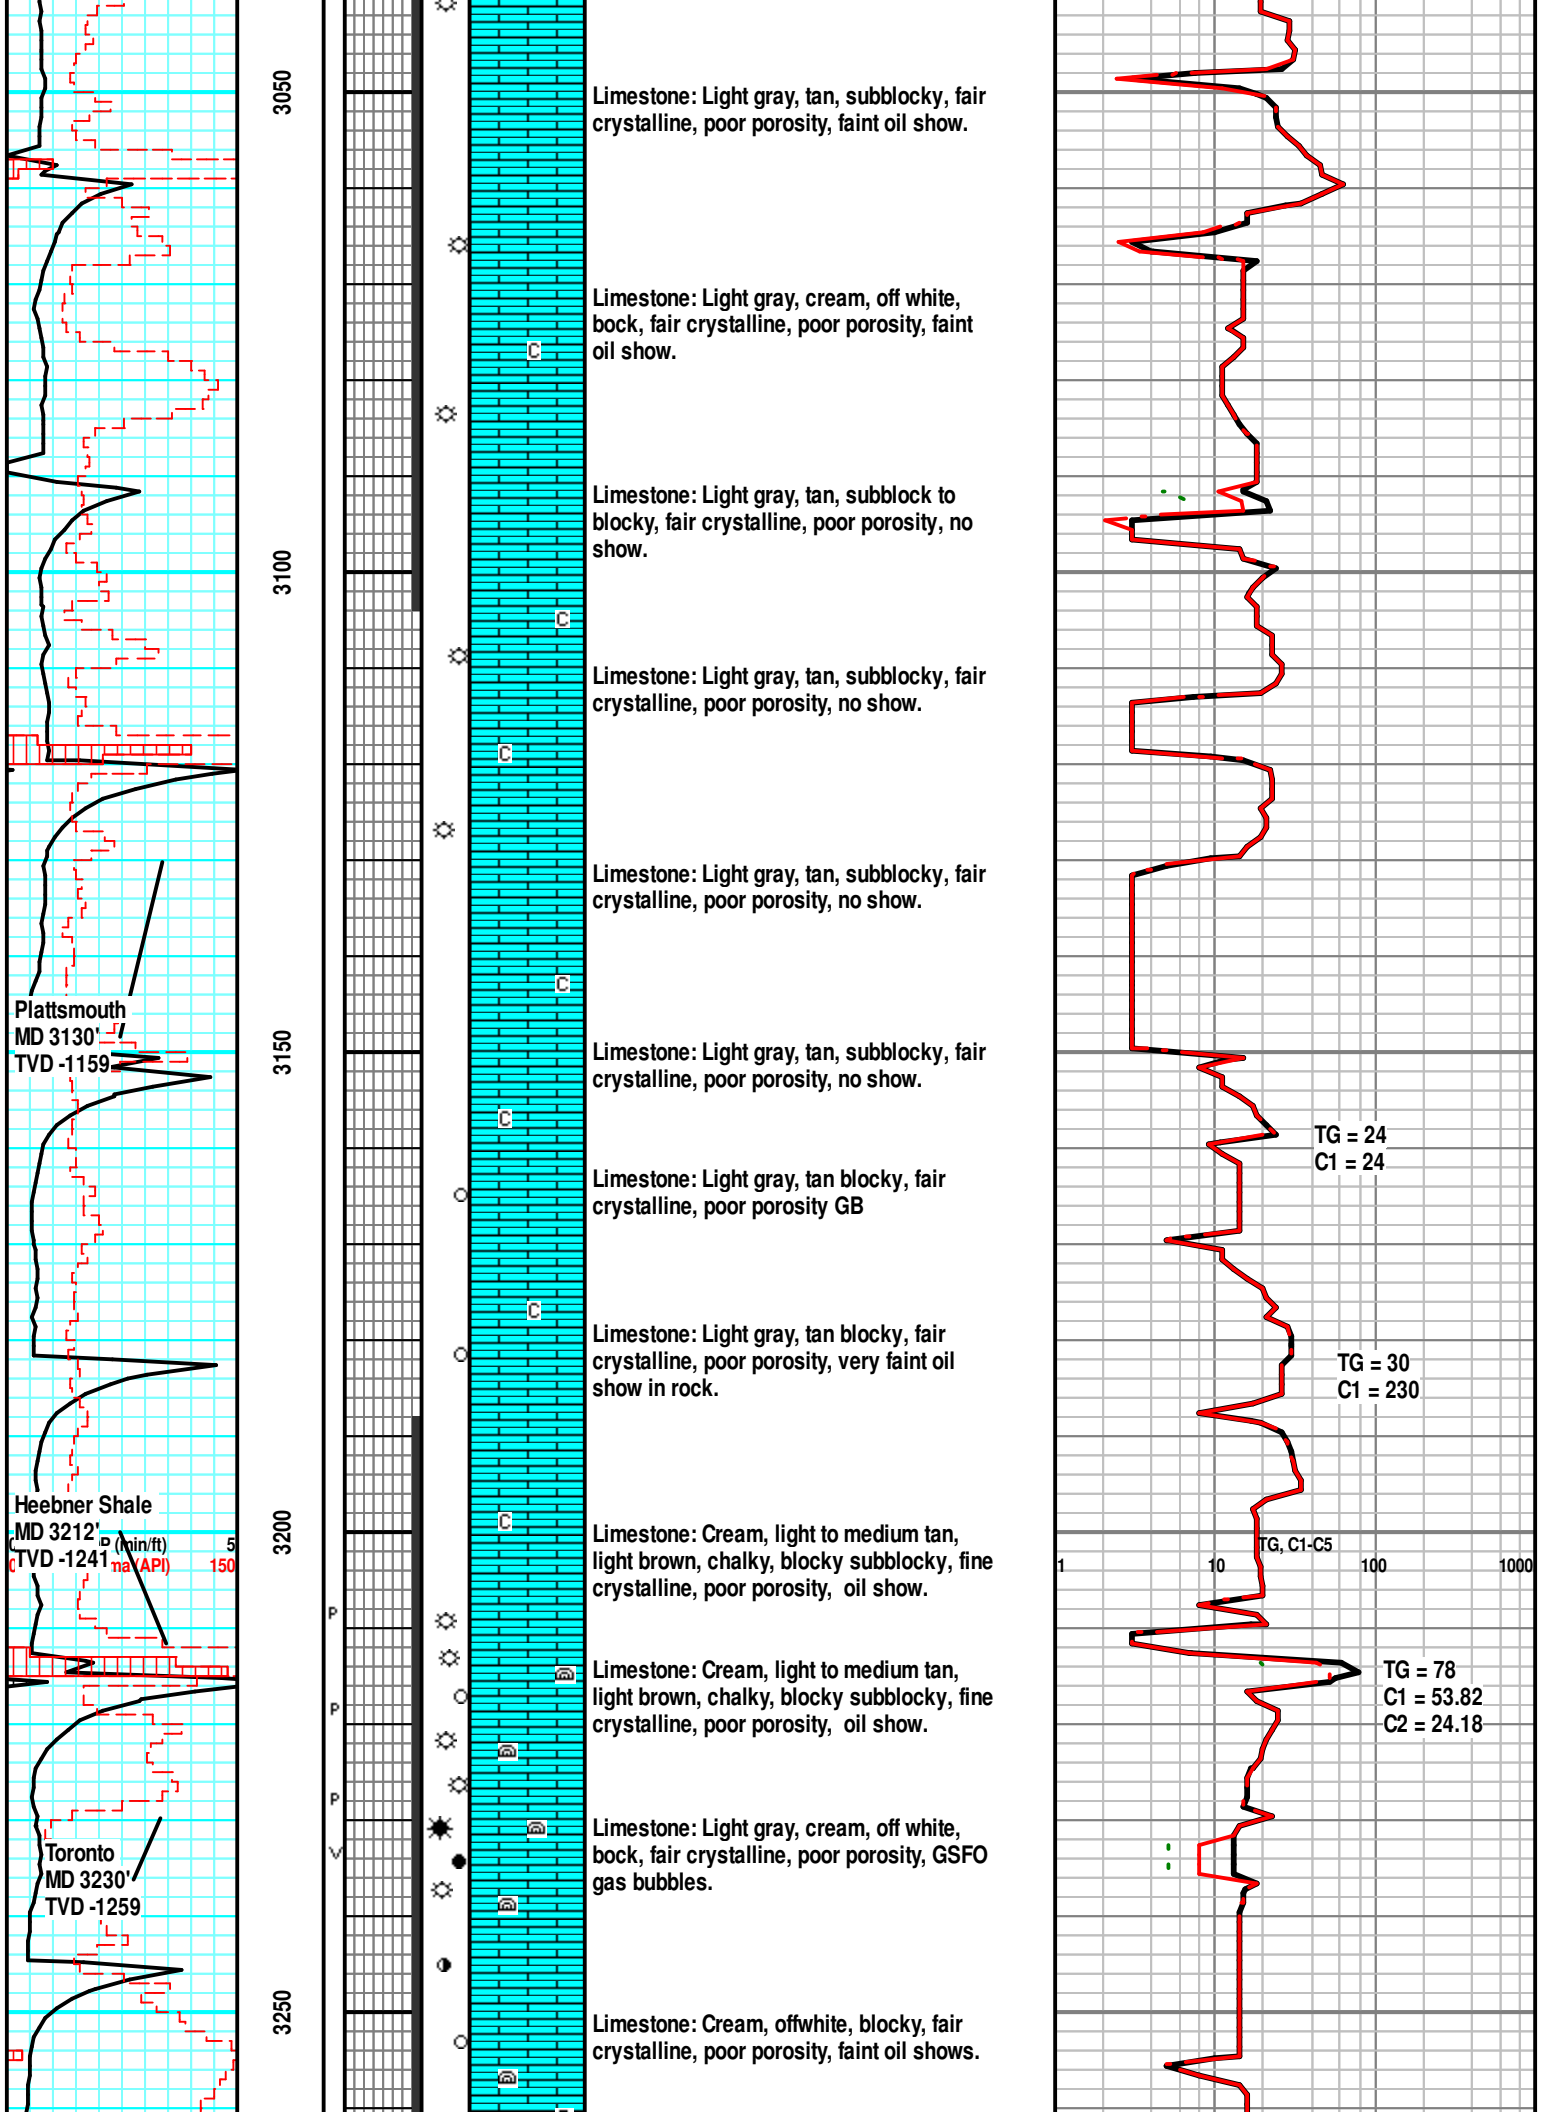 3050
Limestone: Light gray, tan, subblocky, fair
crystalline, poor porosity, faint oil show.
Limestone: Light gray, cream, off white,
bock, fair crystalline, poor porosity, faint
oil show.
C
Limestone: Light gray, tan, subblock to
blocky, fair crystalline, poor porosity, no
show.
3100
C
Limestone: Light gray, tan, subblocky, fair
crystalline, poor porosity, no show.
C
Limestone: Light gray, tan, subblocky, fair
crystalline, poor porosity, no show.
C
Plattsmouth
MD 3130'
TVD -1159
3150
Limestone: Light gray, tan, subblocky, fair
crystalline, poor porosity, no show.
C
TG = 24
C1 = 24
Limestone: Light gray, tan blocky, fair
crystalline, poor porosity GB
C
Limestone: Light gray, tan blocky, fair
crystalline, poor porosity, very faint oil
show in rock.
TG = 30
C1 = 230
Heebner Shale
MD 3212'
TVD -1241
(min/ft) 5
(API) 150
3200
C
Limestone: Cream, light to medium tan,
light brown, chalky, blocky subblocky, fine
crystalline, poor porosity, oil show.
TG, C1-C5
1 10 100 1000
P
Limestone: Cream, light to medium tan,
light brown, chalky, blocky subblocky, fine
crystalline, poor porosity, oil show.
P
TG = 78
C1 = 53.82
C2 = 24.18
P
Limestone: Light gray, cream, off white,
bock, fair crystalline, poor porosity, GSFO
gas bubbles.
V
Toronto
MD 3230'
TVD -1259
3250
Limestone: Cream, offwhite, blocky, fair
crystalline, poor porosity, faint oil shows.